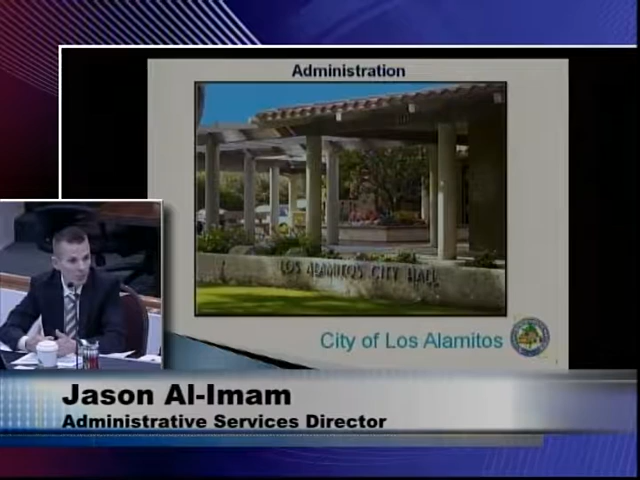 Administration
LOS ALAMITOS CITY HALL
City of Los Alamitos
Jason Al-Imam
Administrative Services Director